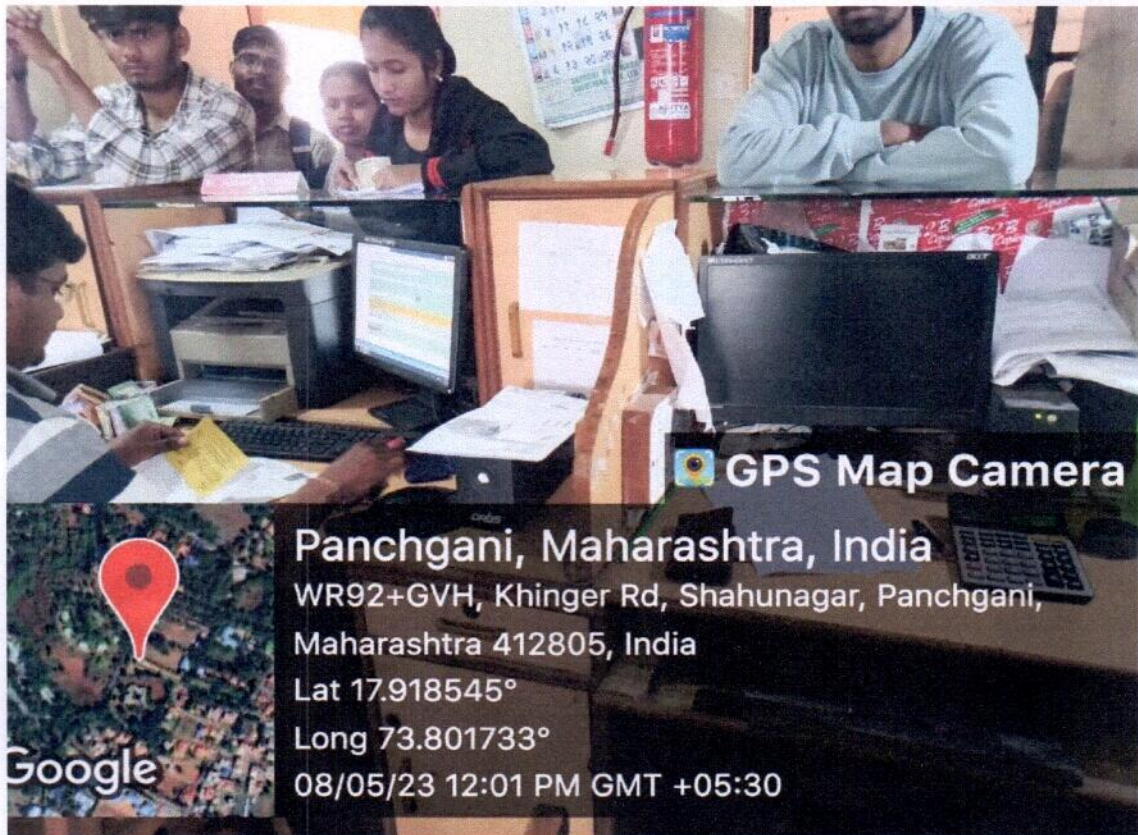 acer
GPS Map Camera
Panchgani, Maharashtra, India
WR92+GVH, Khinger Rd, Shahunagar, Panchgani,
Maharashtra 412805, India
Lat 17.918545°
Long 73.801733°
08/05/23 12:01 PM GMT +05:30
Google